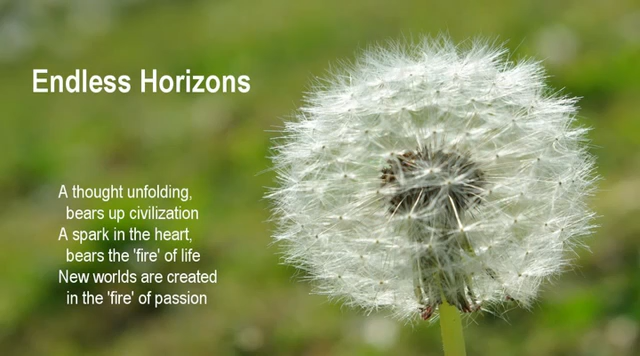 Endless Horizons
A thought unfolding,
bears up civilization
A spark in the heart,
bears the 'fire' of life
New worlds are created
in the 'fire' of passion